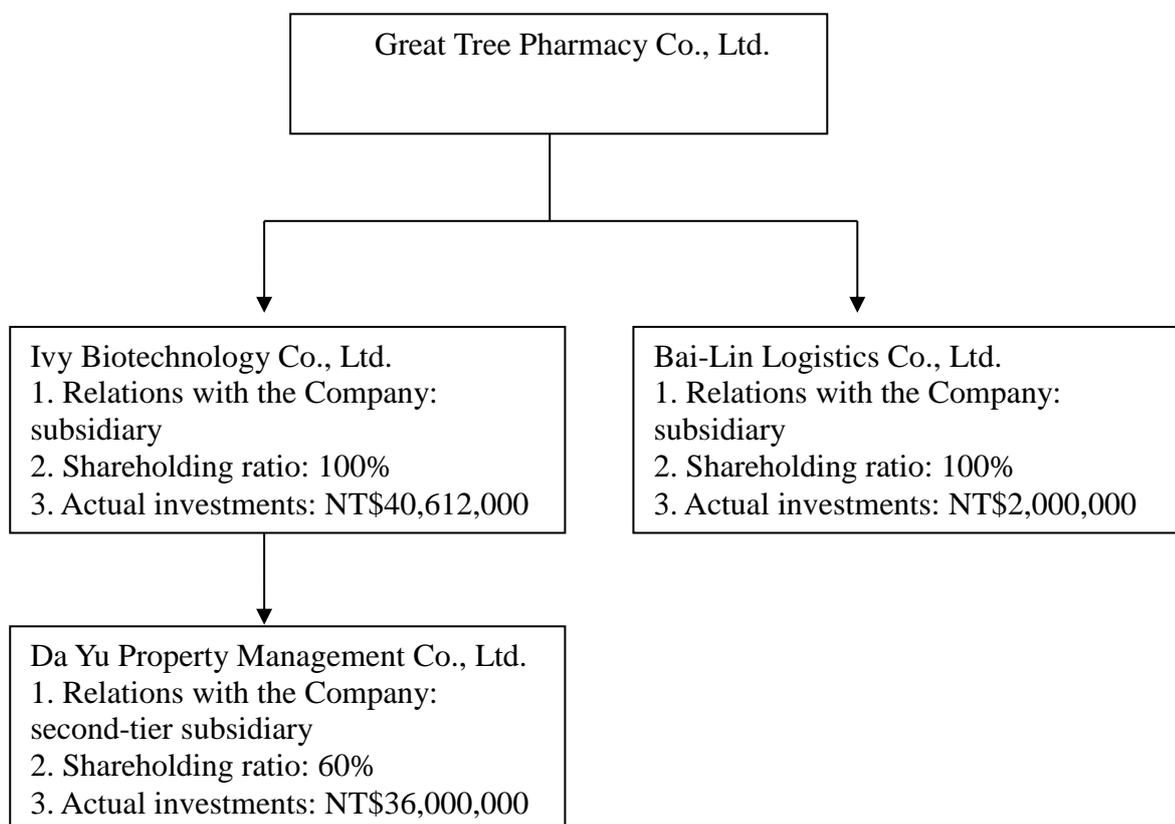 Great Tree Pharmacy Co., Ltd.
Ivy Biotechnology Co., Ltd.
1. Relations with the Company:
subsidiary
2. Shareholding ratio: 100%
3. Actual investments: NT$40,612,000
Bai-Lin Logistics Co., Ltd.
1. Relations with the Company:
subsidiary
2. Shareholding ratio: 100%
3. Actual investments: NT$2,000,000
Da Yu Property Management Co., Ltd.
1. Relations with the Company:
second-tier subsidiary
2. Shareholding ratio: 60%
3. Actual investments: NT$36,000,000